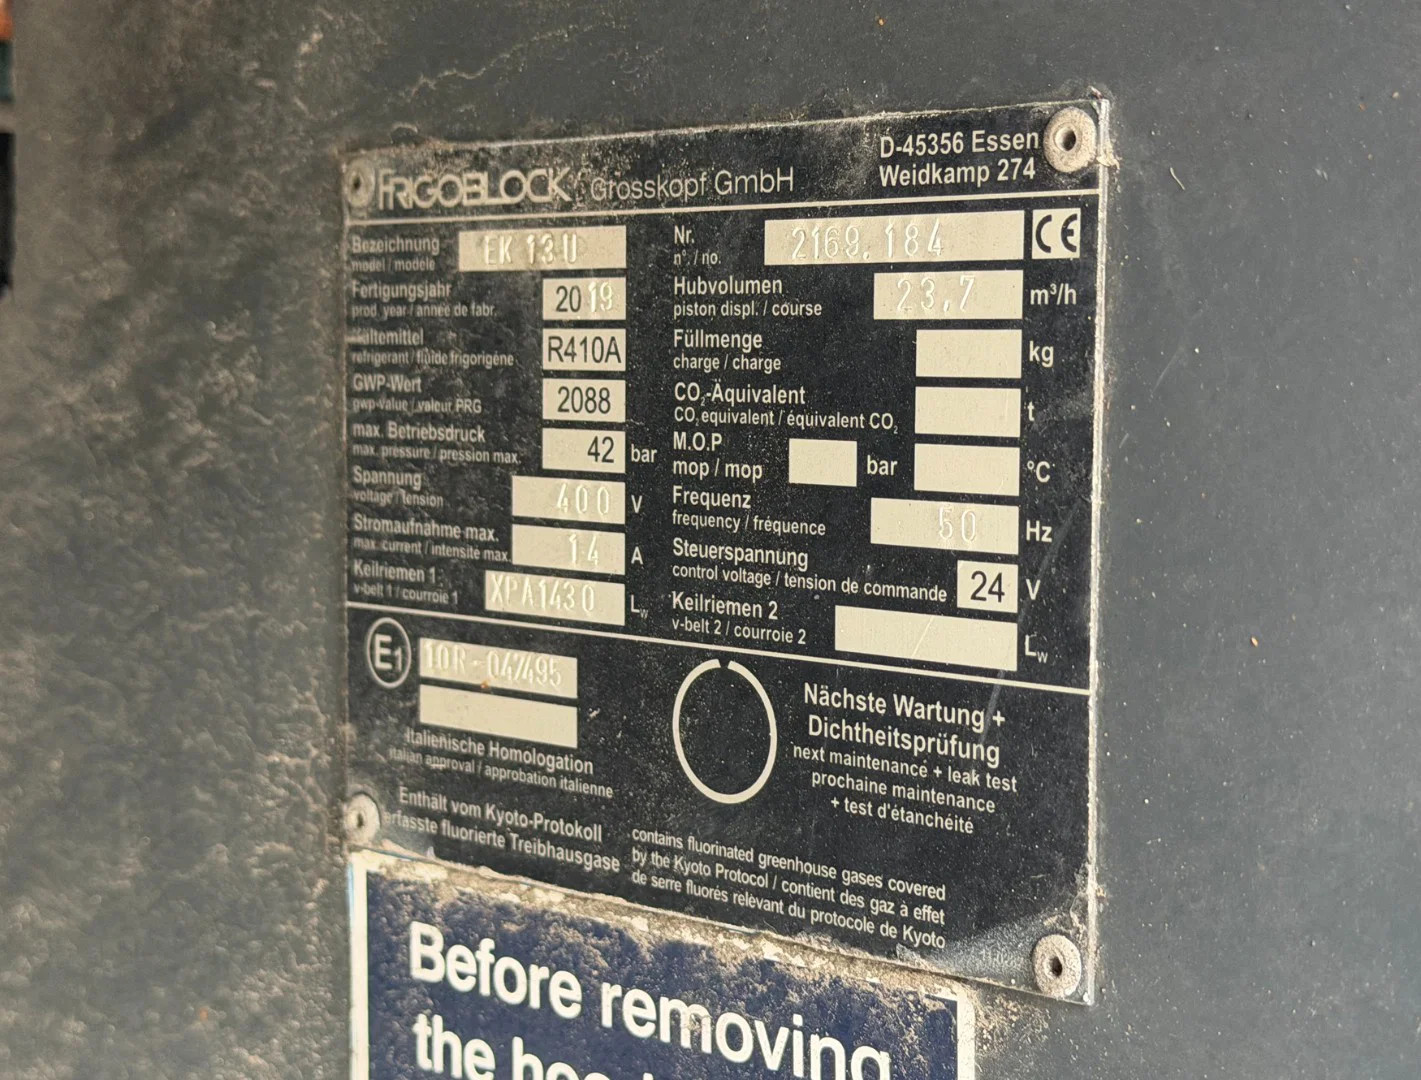 FRIGOBLOCK Grosskopf GmbH
D-45356 Essen
Weidkamp 274
Bezeichnung
model / modele
EK 13U
Fertigungsjahr
prod. year / année de fabr.
2019
Kältemittel
refrigerant / fluide frigorigéne
R410A
GWP-Wert
gwp-value / valeur PRG
2088
max. Betriebsdruck
max. pressure / pression max.
42 bar
Spannung
voltage / tension
400 V
Stromaufnahme max.
max. current / intensité max.
14 A
Keilriemen 1
v-belt 1 / courroie 1
XPA1430 Lw
Nr.
n°. / no.
2169.184 CE
Hubvolumen
piston displ. / course
23,7 m³/h
Füllmenge
charge / charge
kg
CO₂-Äquivalent
CO₂ equivalent / équivalent CO₂
t
M.O.P
mop / mop
bar °C
Frequenz
frequency / fréquence
50 Hz
Steuerspannung
control voltage / tension de commande
24 V
Keilriemen 2
v-belt 2 / courroie 2
Lw
E1 10R-047495
Italienische Homologation
italian approval / approbation italienne
Nächste Wartung +
Dichtheitsprüfung
next maintenance + leak test
prochaine maintenance
+ test d'étanchéité
Enthält vom Kyoto-Protokoll
erfasste fluorierte Treibhausgase
contains fluorinated greenhouse gases covered
by the Kyoto Protocol / contient des gaz à effet
de serre fluorés relevant du protocole de Kyoto
Before removing
the